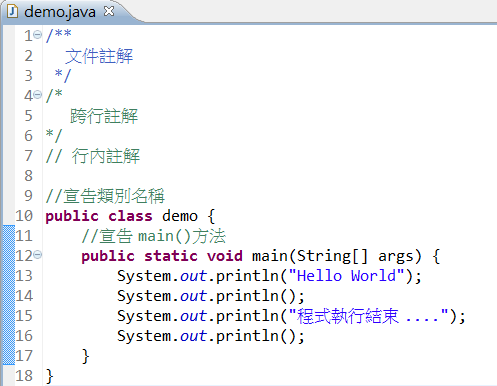 demo.java
1 /**
2 文件註解
3 */
4 /*
5 跨行註解
6 */
7 // 行內註解
8
9 //宣告類別名稱
10 public class demo {
11 //宣告 main()方法
12 public static void main(String[] args) {
13 System.out.println("Hello World");
14 System.out.println();
15 System.out.println("程式執行結束 ....");
16 System.out.println();
17 }
18 }